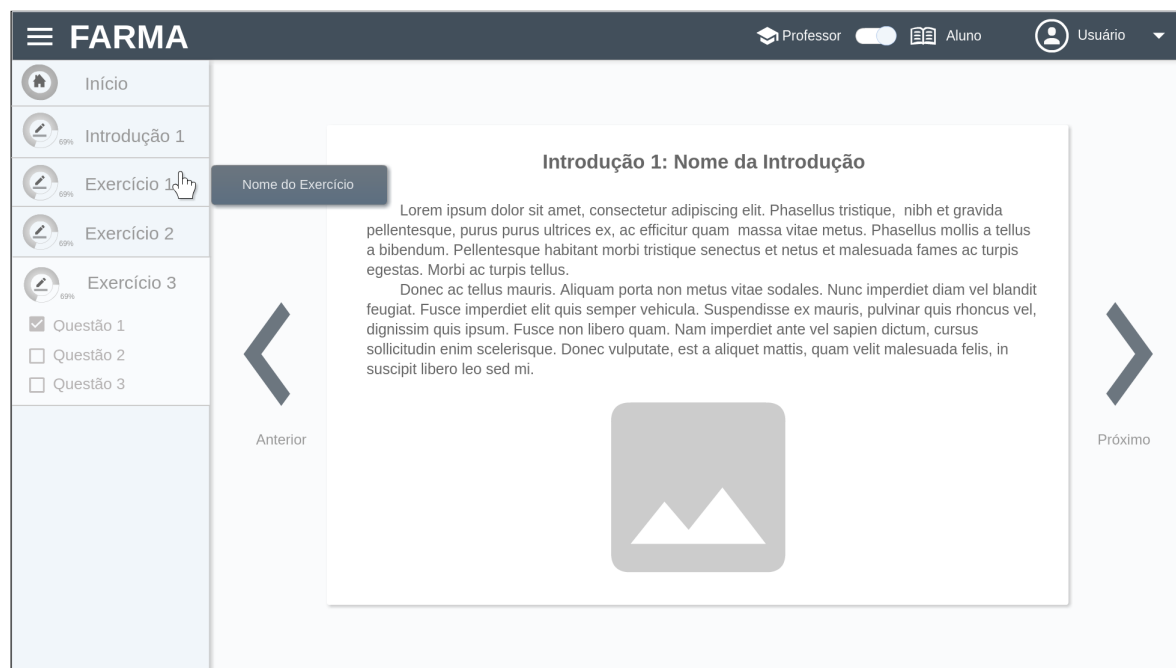 FARMA
Professor
Aluno
Usuário
Início
69%
Introdução 1
69%
Exercício 1
Nome do Exercício
69%
Exercício 2
69%
Exercício 3
Questão 1
Questão 2
Questão 3
Anterior
Introdução 1: Nome da Introdução
Lorem ipsum dolor sit amet, consectetur adipiscing elit. Phasellus tristique, nibh et gravida
pellentesque, purus purus ultrices ex, ac efficitur quam massa vitae metus. Phasellus mollis a tellus
a bibendum. Pellentesque habitant morbi tristique senectus et netus et malesuada fames ac turpis
egestas. Morbi ac turpis tellus.
Donec ac tellus mauris. Aliquam porta non metus vitae sodales. Nunc imperdiet diam vel blandit
feugiat. Fusce imperdiet elit quis semper vehicula. Suspendisse ex mauris, pulvinar quis rhoncus vel,
dignissim quis ipsum. Fusce non libero quam. Nam imperdiet ante vel sapien dictum, cursus
sollicitudin enim scelerisque. Donec vulputate, est a aliquet mattis, quam velit malesuada felis, in
suscipit libero leo sed mi.
Próximo